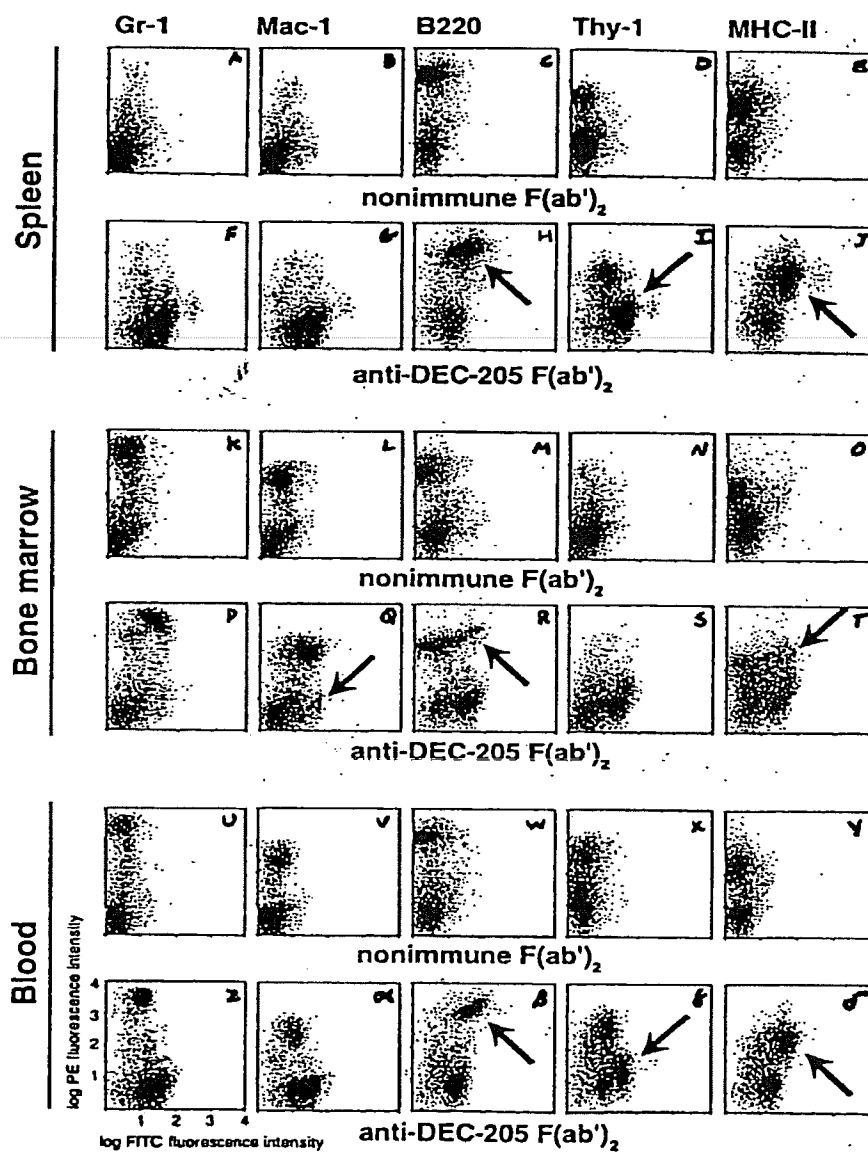 Gr-1 Mac-1 B220 Thy-1 MHC-II
Spleen
A B C D E
nonimmune F(ab')₂
F G H I J
anti-DEC-205 F(ab')₂
Bone marrow
K L M N O
nonimmune F(ab')₂
P Q R S T
anti-DEC-205 F(ab')₂
Blood
U V W X Y
nonimmune F(ab')₂
log PE fluorescence intensity
4
3
2
1
Z α β γ δ
1 2 3 4
log FITC fluorescence intensity
anti-DEC-205 F(ab')₂